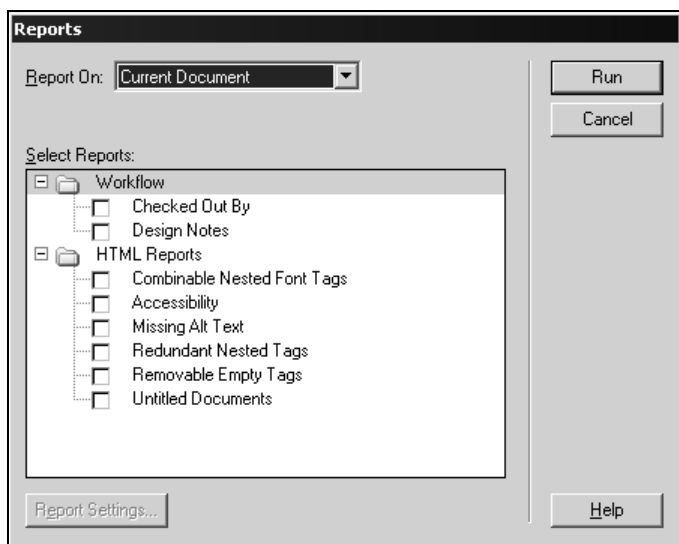 Reports
Report On: Current Document
Run
Cancel
Select Reports:
Workflow
Checked Out By
Design Notes
HTML Reports
Combinable Nested Font Tags
Accessibility
Missing Alt Text
Redundant Nested Tags
Removable Empty Tags
Untitled Documents
Report Settings...
Help